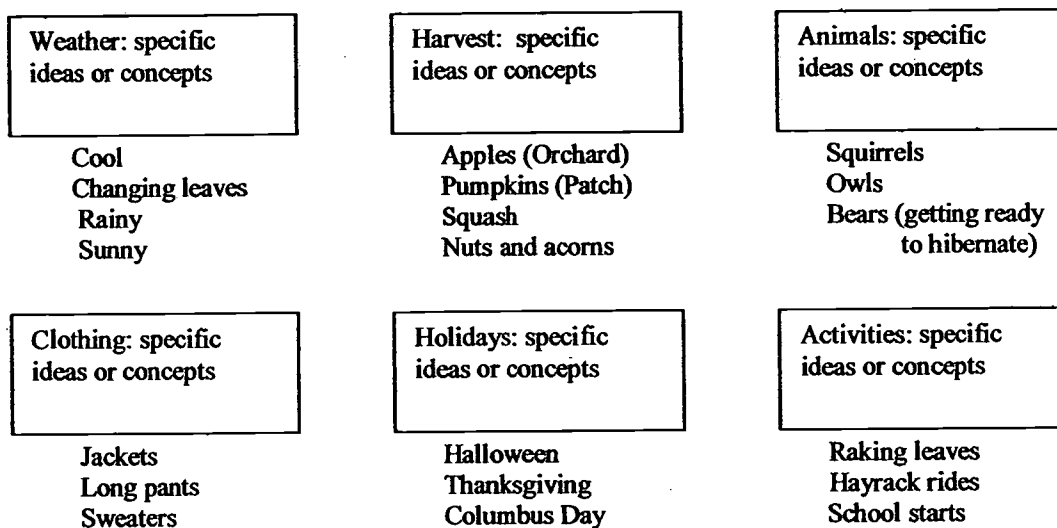 Weather: specific
ideas or concepts
Cool
Changing leaves
Rainy
Sunny
Harvest: specific
ideas or concepts
Apples (Orchard)
Pumpkins (Patch)
Squash
Nuts and acorns
Animals: specific
ideas or concepts
Squirrels
Owls
Bears (getting ready
to hibernate)
Clothing: specific
ideas or concepts
Jackets
Long pants
Sweaters
Holidays: specific
ideas or concepts
Halloween
Thanksgiving
Columbus Day
Activities: specific
ideas or concepts
Raking leaves
Hayrack rides
School starts